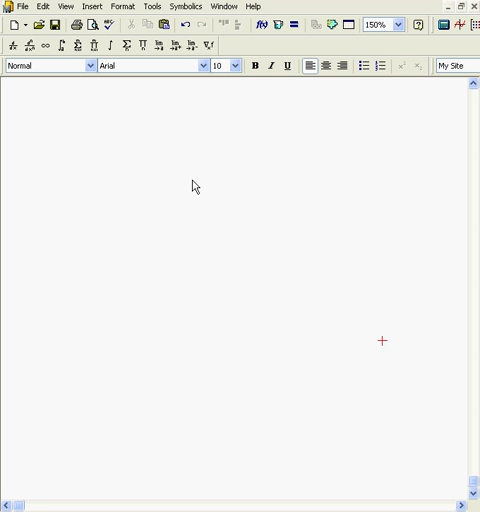 File Edit View Insert Format Tools Symbolics Window Help
150%
Normal Arial 10 B I U My Site